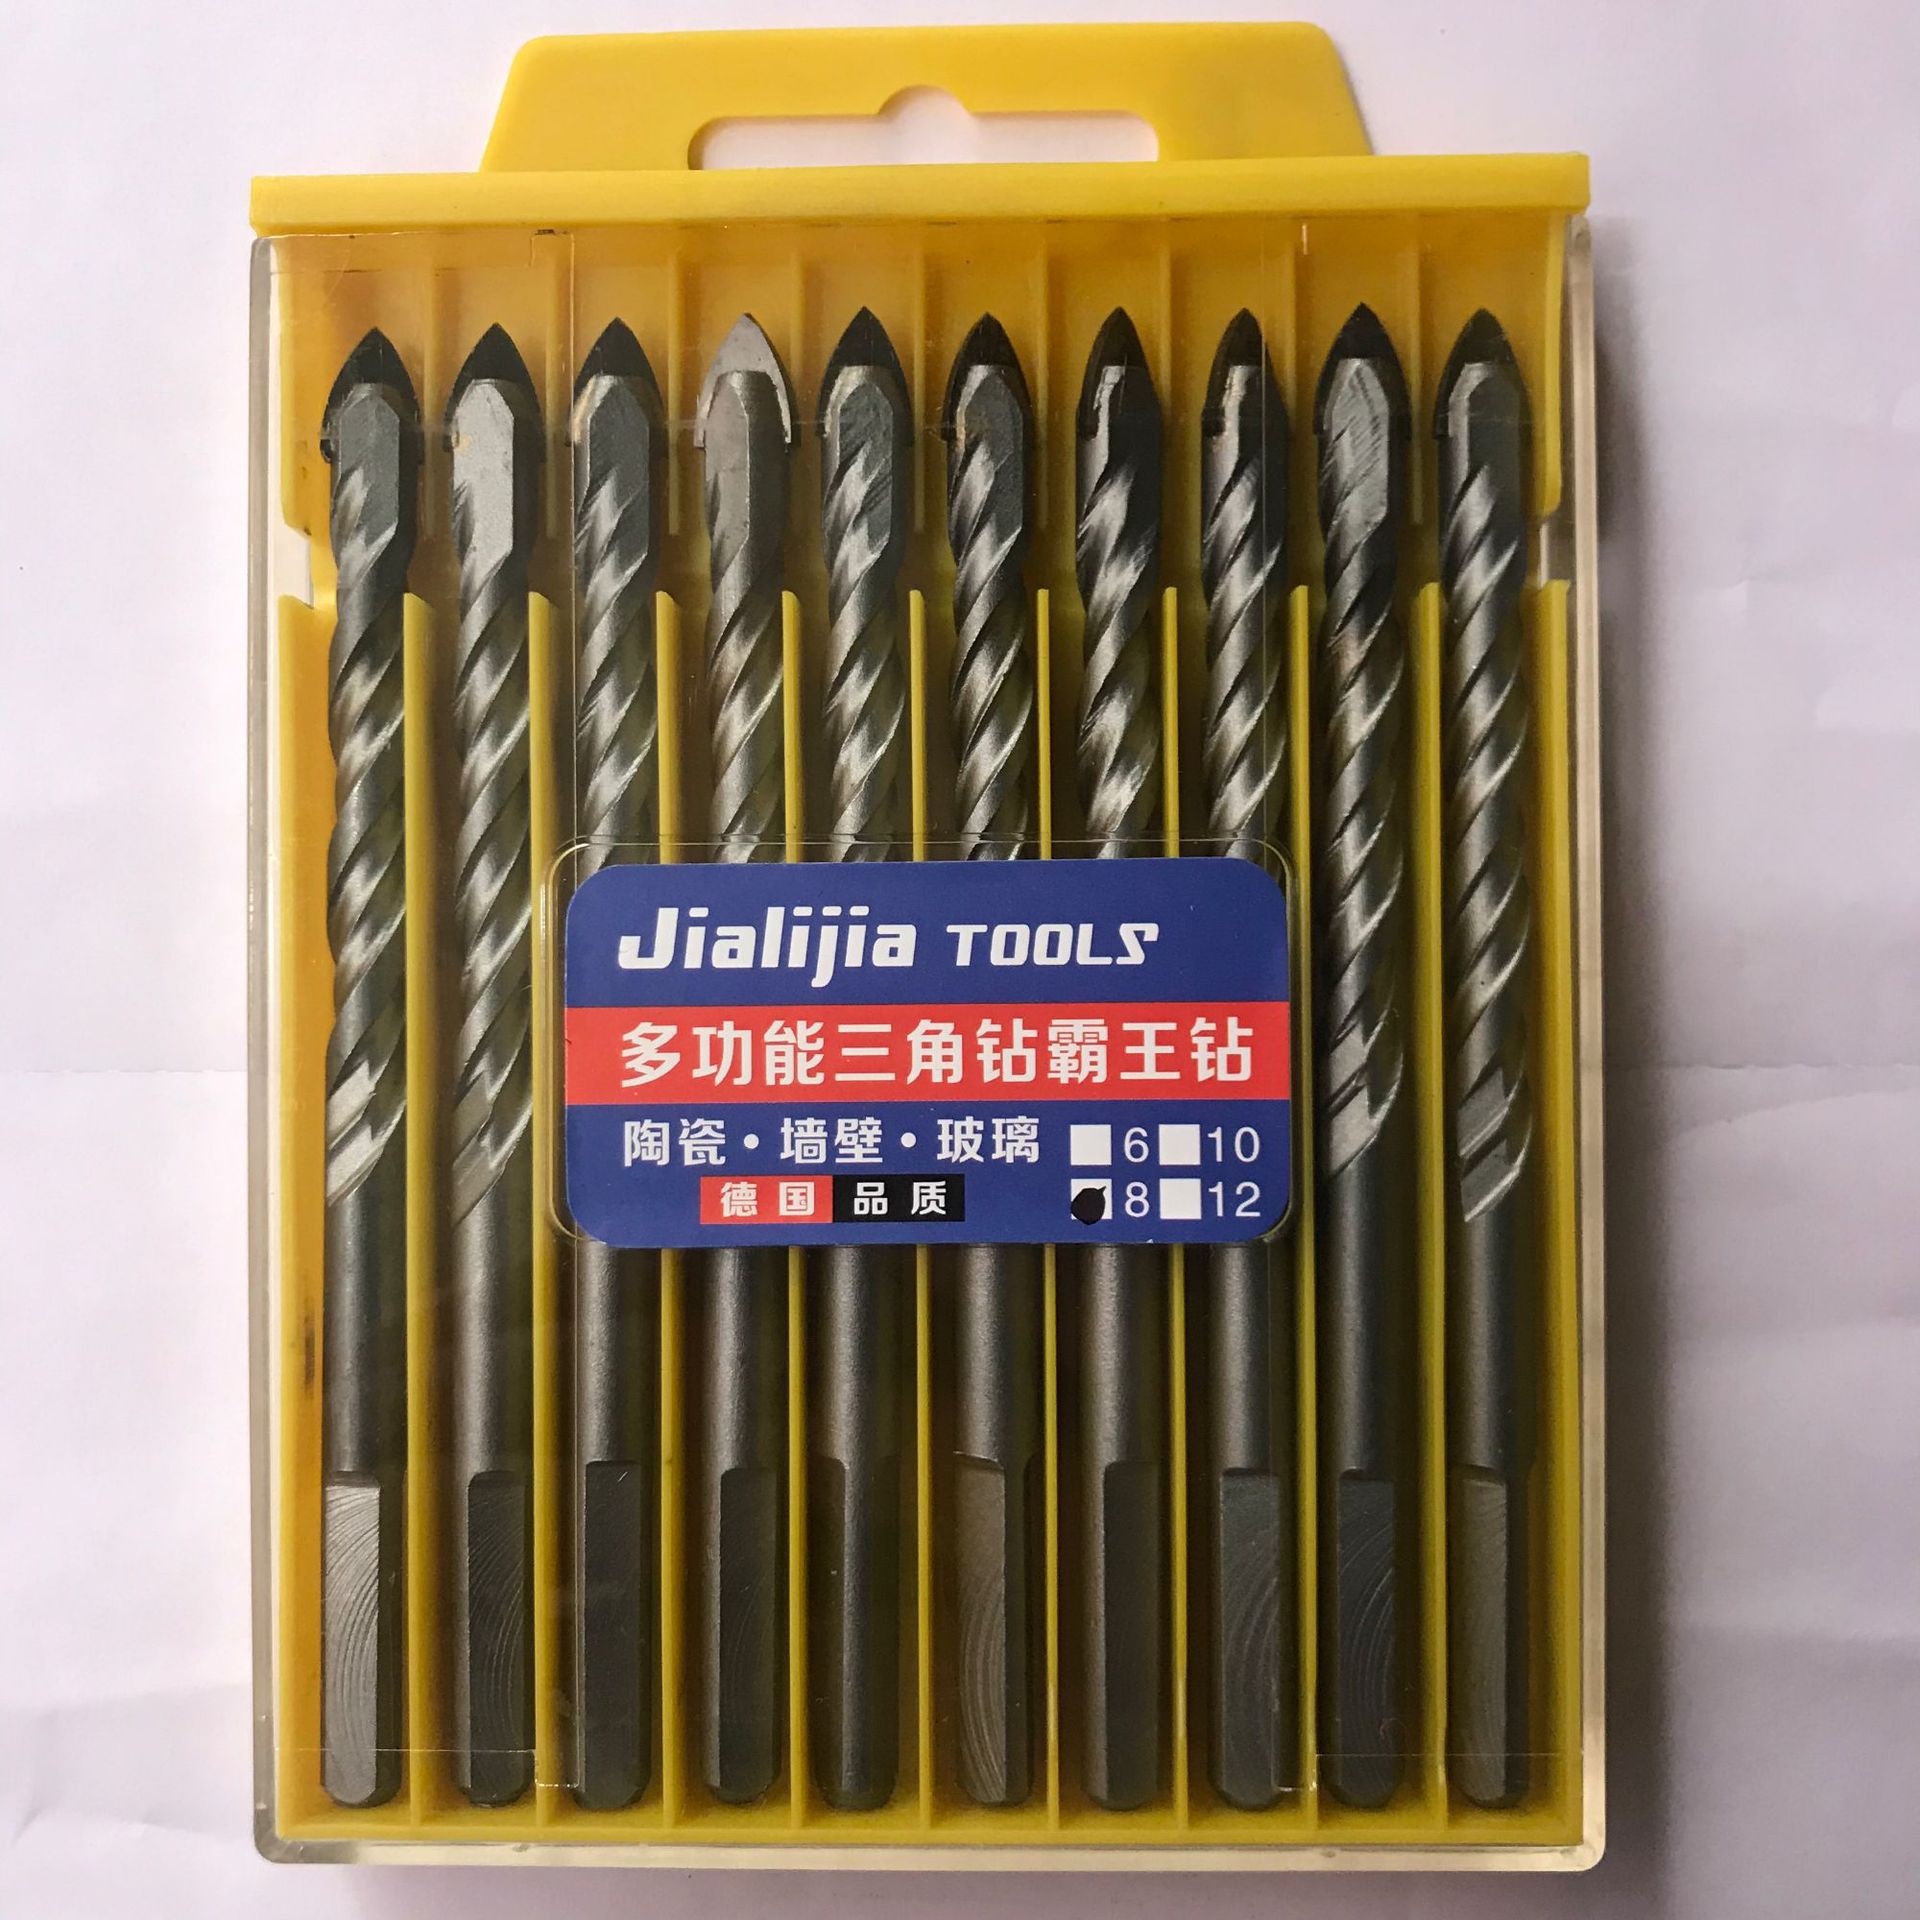 Jialijia TOOLS
多功能三角钻霸王钻
陶瓷·墙壁·玻璃 6 10
德国品质 8 12